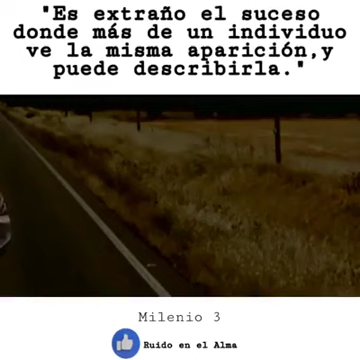 "Es extraño el suceso
donde más de un individuo
ve la misma aparición,y
puede describirla."
Milenio 3
Ruido en el Alma